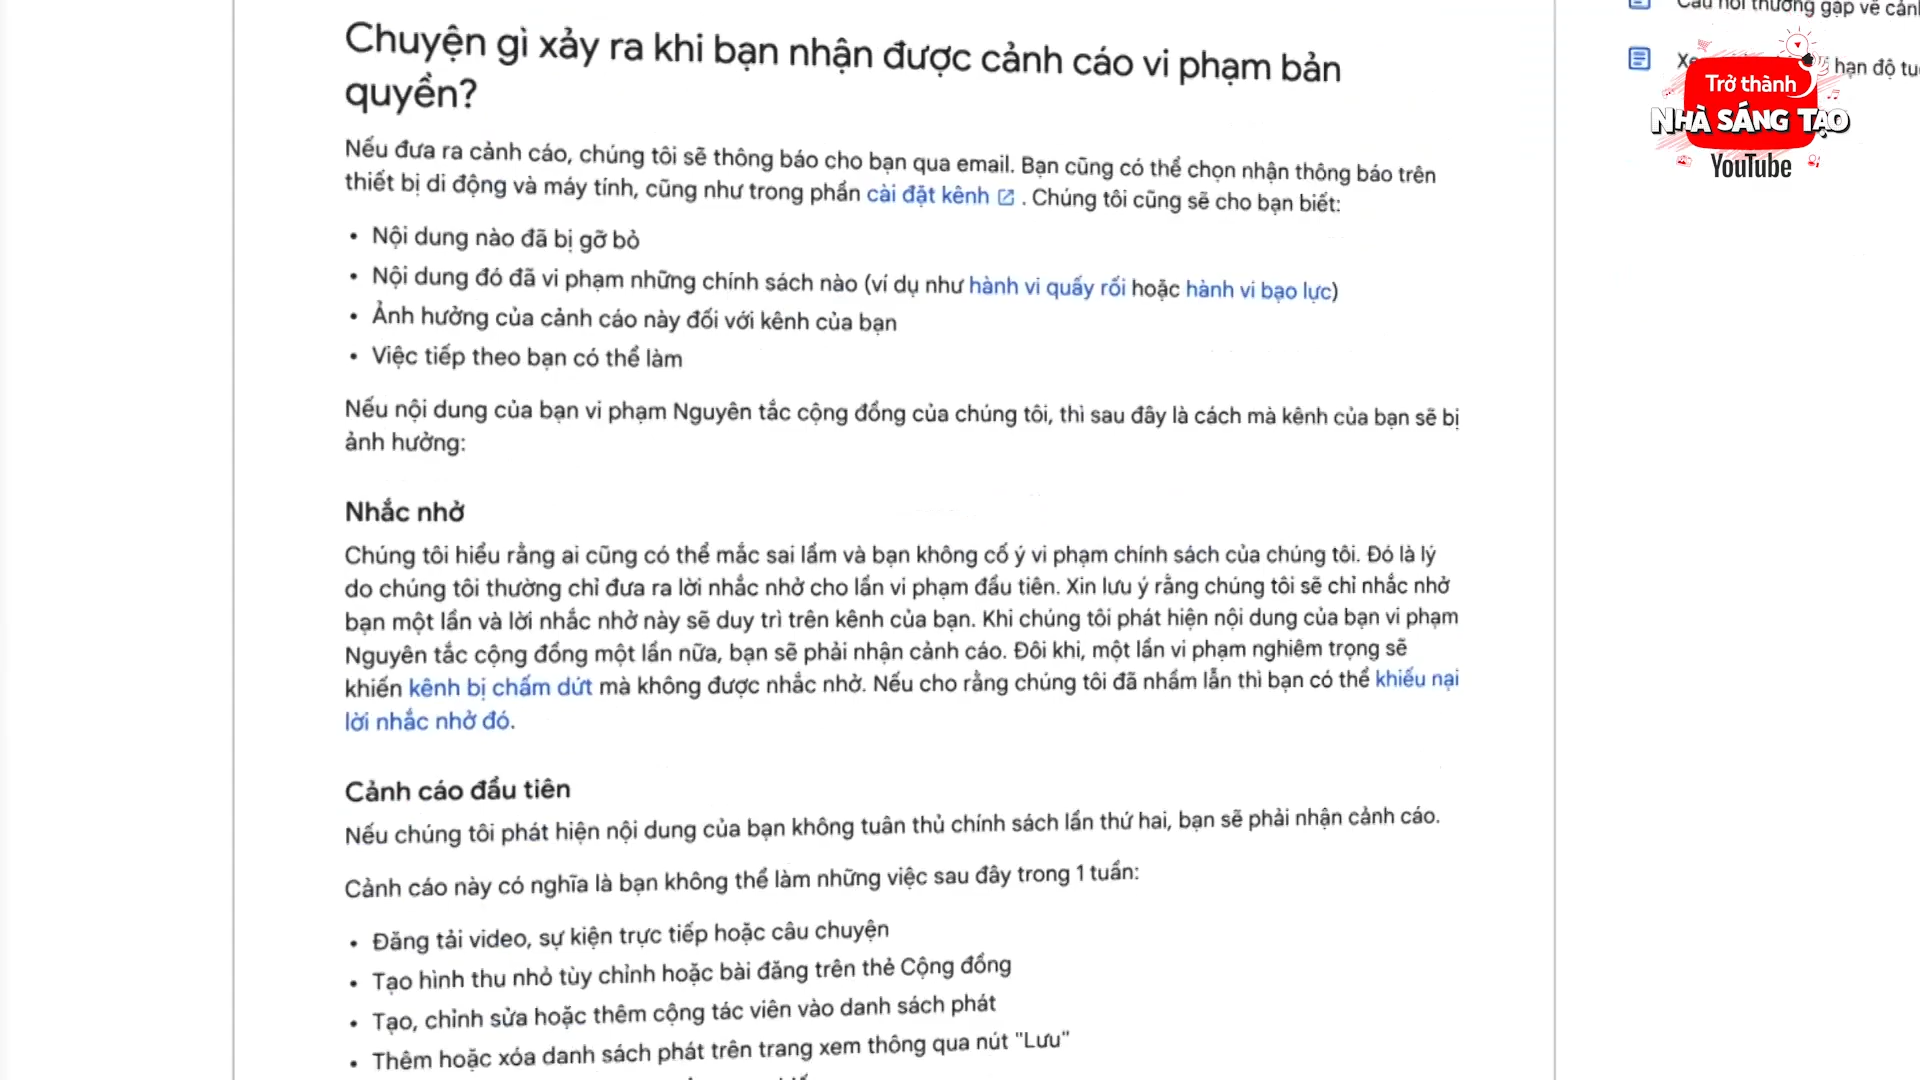 Chuyện gì xảy ra khi bạn nhận được cảnh cáo vi phạm bản
quyền?
Nếu đưa ra cảnh cáo, chúng tôi sẽ thông báo cho bạn qua email. Bạn cũng có thể chọn nhận thông báo trên
thiết bị di động và máy tính, cũng như trong phần cài đặt kênh . Chúng tôi cũng sẽ cho bạn biết:
• Nội dung nào đã bị gỡ bỏ
• Nội dung đó đã vi phạm những chính sách nào (ví dụ như hành vi quấy rối hoặc hành vi bạo lực)
• Ảnh hưởng của cảnh cáo này đối với kênh của bạn
• Việc tiếp theo bạn có thể làm
Nếu nội dung của bạn vi phạm Nguyên tắc cộng đồng của chúng tôi, thì sau đây là cách mà kênh của bạn sẽ bị
ảnh hưởng:
Nhắc nhở
Chúng tôi hiểu rằng ai cũng có thể mắc sai lầm và bạn không cố ý vi phạm chính sách của chúng tôi. Đó là lý
do chúng tôi thường chỉ đưa ra lời nhắc nhở cho lần vi phạm đầu tiên. Xin lưu ý rằng chúng tôi sẽ chỉ nhắc nhở
bạn một lần và lời nhắc nhở này sẽ duy trì trên kênh của bạn. Khi chúng tôi phát hiện nội dung của bạn vi phạm
Nguyên tắc cộng đồng một lần nữa, bạn sẽ phải nhận cảnh cáo. Đôi khi, một lần vi phạm nghiêm trọng sẽ
khiến kênh bị chấm dứt mà không được nhắc nhở. Nếu cho rằng chúng tôi đã nhầm lẫn thì bạn có thể khiếu nại
lời nhắc nhở đó.
Cảnh cáo đầu tiên
Nếu chúng tôi phát hiện nội dung của bạn không tuân thủ chính sách lần thứ hai, bạn sẽ phải nhận cảnh cáo.
Cảnh cáo này có nghĩa là bạn không thể làm những việc sau đây trong 1 tuần:
• Đăng tải video, sự kiện trực tiếp hoặc câu chuyện
• Tạo hình thu nhỏ tùy chỉnh hoặc bài đăng trên thẻ Cộng đồng
• Tạo, chỉnh sửa hoặc thêm cộng tác viên vào danh sách phát
• Thêm hoặc xóa danh sách phát trên trang xem thông qua nút "Lưu"
Câu hỏi thường gặp về
hạn độ
Trở thành
NHÀ SÁNG TẠO
YouTube